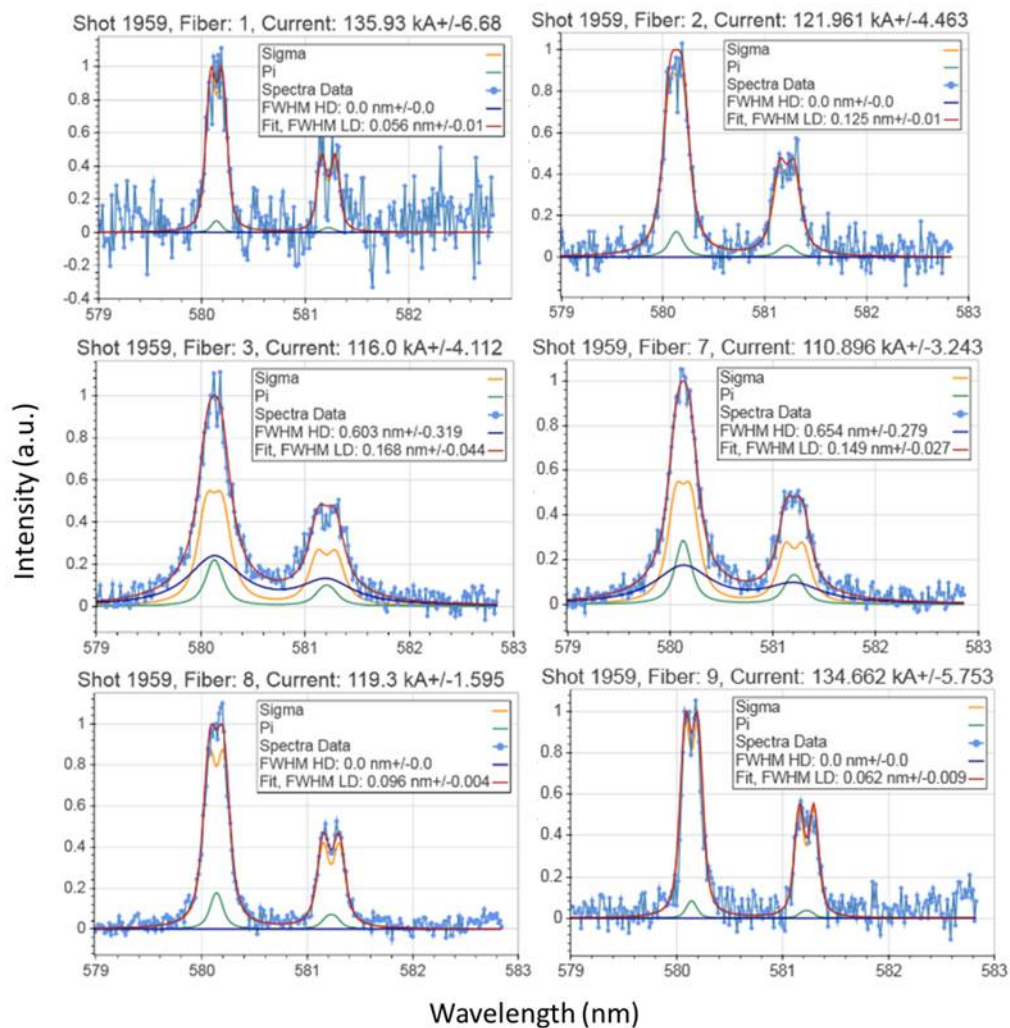 Shot 1959, Fiber: 1, Current: 135.93 kA+/-6.68
1
0.8
0.6
0.4
0.2
0
-0.2
-0.4
Sigma
Pi
Spectra Data
FWHM HD: 0.0 nm+/-0.0
Fit, FWHM LD: 0.056 nm+/-0.01
579
580
581
582
Shot 1959, Fiber: 2, Current: 121.961 kA+/-4.463
1
0.8
0.6
0.4
0.2
0
Sigma
Pi
Spectra Data
FWHM HD: 0.0 nm+/-0.0
Fit, FWHM LD: 0.125 nm+/-0.01
579
580
581
582
583
Shot 1959, Fiber: 3, Current: 116.0 kA+/-4.112
1
0.8
0.6
0.4
0.2
0
Sigma
Pi
Spectra Data
FWHM HD: 0.603 nm+/-0.319
Fit, FWHM LD: 0.168 nm+/-0.044
579
580
581
582
583
Shot 1959, Fiber: 7, Current: 110.896 kA+/-3.243
1
0.8
0.6
0.4
0.2
0
Sigma
Pi
Spectra Data
FWHM HD: 0.654 nm+/-0.279
Fit, FWHM LD: 0.149 nm+/-0.027
579
580
581
582
583
Intensity (a.u.)
Shot 1959, Fiber: 8, Current: 119.3 kA+/-1.595
1
0.8
0.6
0.4
0.2
0
Sigma
Pi
Spectra Data
FWHM HD: 0.0 nm+/-0.0
Fit, FWHM LD: 0.096 nm+/-0.004
579
580
581
582
583
Shot 1959, Fiber: 9, Current: 134.662 kA+/-5.753
1
0.8
0.6
0.4
0.2
0
Sigma
Pi
Spectra Data
FWHM HD: 0.0 nm+/-0.0
Fit, FWHM LD: 0.062 nm+/-0.009
579
580
581
582
583
Wavelength (nm)